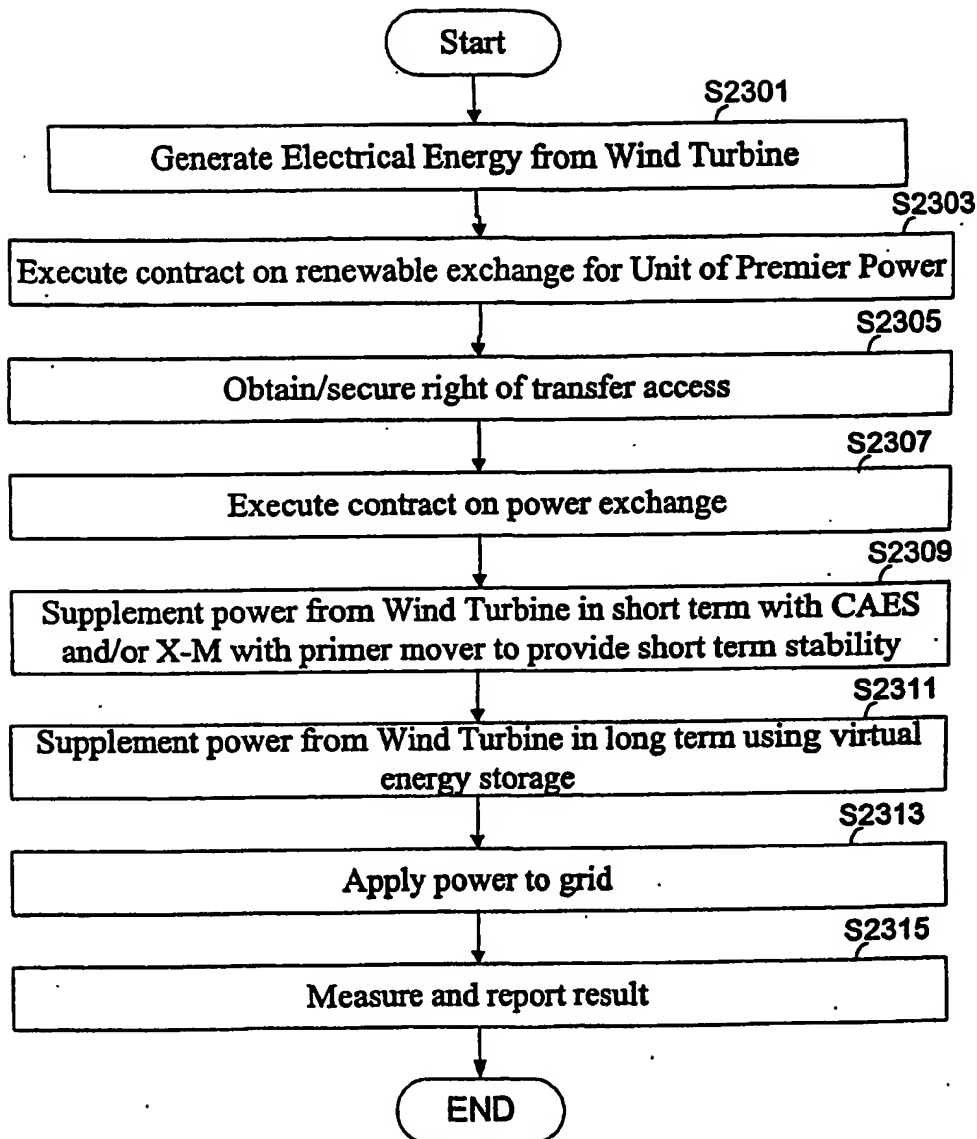 Start
S2301
Generate Electrical Energy from Wind Turbine
S2303
Execute contract on renewable exchange for Unit of Premier Power
S2305
Obtain/secure right of transfer access
S2307
Execute contract on power exchange
S2309
Supplement power from Wind Turbine in short term with CAES
and/or X-M with primer mover to provide short term stability
S2311
Supplement power from Wind Turbine in long term using virtual
energy storage
S2313
Apply power to grid
S2315
Measure and report result
END